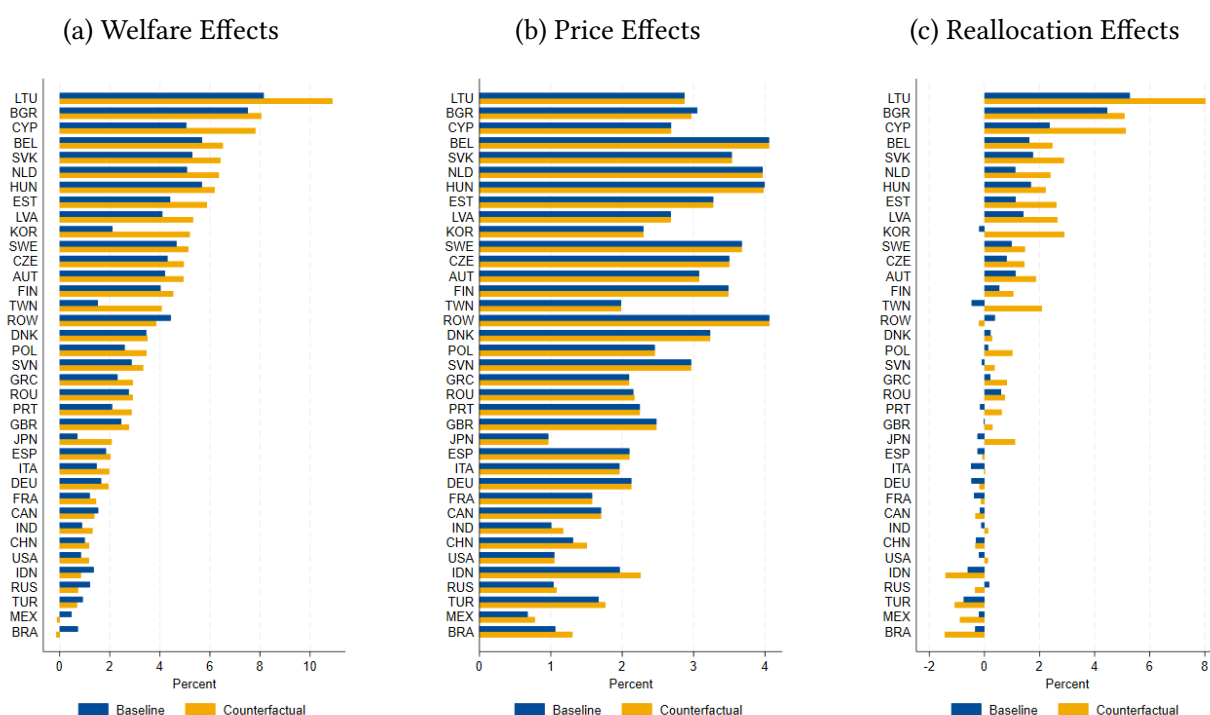 (a) Welfare Effects
LTU
BGR
CYP
BEL
SVK
NLD
HUN
EST
LVA
KOR
SWE
CZE
AUT
FIN
TWN
ROW
DNK
POL
SVN
GRC
ROU
PRT
GBR
JPN
ESP
ITA
DEU
FRA
CAN
IND
CHN
USA
IDN
RUS
TUR
MEX
BRA
0 2 4 6 8 10
Percent
Baseline Counterfactual
(b) Price Effects
LTU
BGR
CYP
BEL
SVK
NLD
HUN
EST
LVA
KOR
SWE
CZE
AUT
FIN
TWN
ROW
DNK
POL
SVN
GRC
ROU
PRT
GBR
JPN
ESP
ITA
DEU
FRA
CAN
IND
CHN
USA
IDN
RUS
TUR
MEX
BRA
0 1 2 3 4
Percent
Baseline Counterfactual
(c) Reallocation Effects
LTU
BGR
CYP
BEL
SVK
NLD
HUN
EST
LVA
KOR
SWE
CZE
AUT
FIN
TWN
ROW
DNK
POL
SVN
GRC
ROU
PRT
GBR
JPN
ESP
ITA
DEU
FRA
CAN
IND
CHN
USA
IDN
RUS
TUR
MEX
BRA
-2 0 2 4 6 8
Percent
Baseline Counterfactual